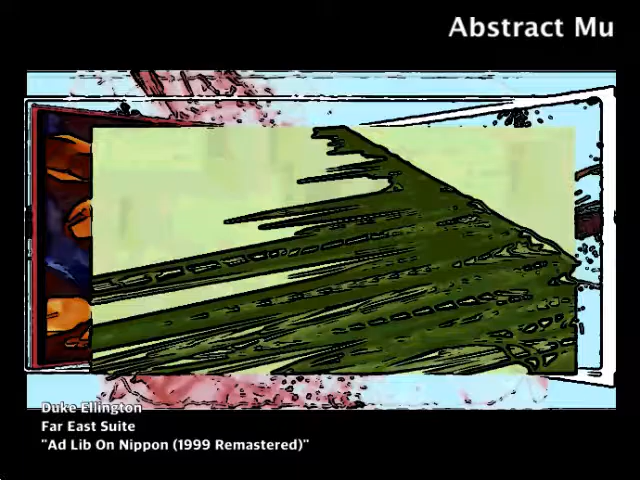 Abstract Mu
Duke Ellington
Far East Suite
"Ad Lib On Nippon (1999 Remastered)"